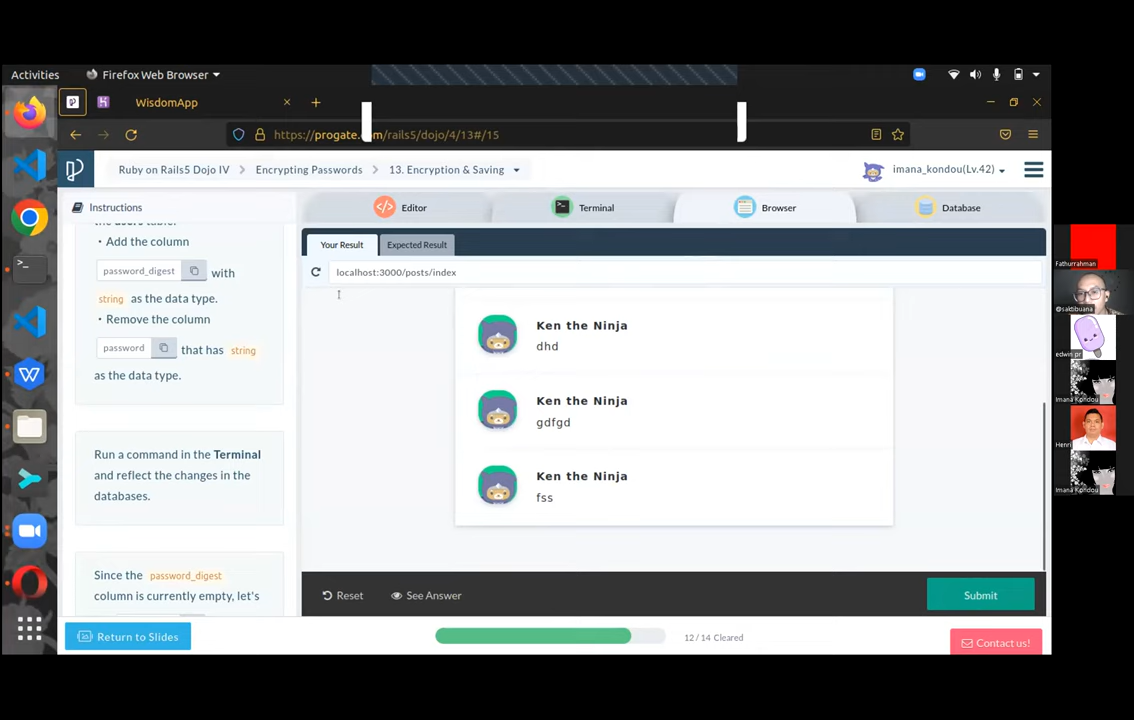 Activities
Firefox Web Browser
WisdomApp
https://progate.com/rails5/dojo/4/13#/15
Ruby on Rails5 Dojo IV
Encrypting Passwords
13. Encryption & Saving
imana_kondou(Lv.42)
Instructions
Editor
Terminal
Browser
Database
Your Result
Expected Result
localhost:3000/posts/index
• Add the column
password_digest with
string as the data type.
• Remove the column
password that has string
as the data type.
Run a command in the Terminal
and reflect the changes in the
databases.
Since the password_digest
column is currently empty, let's
Ken the Ninja
dhd
Ken the Ninja
gdfgd
Ken the Ninja
fss
Reset
See Answer
Submit
Return to Slides
12 / 14 Cleared
Contact us!
Fathurrahman
@saktibuana
edwin pr
Imana Kondou
Henri
Imana Kondou